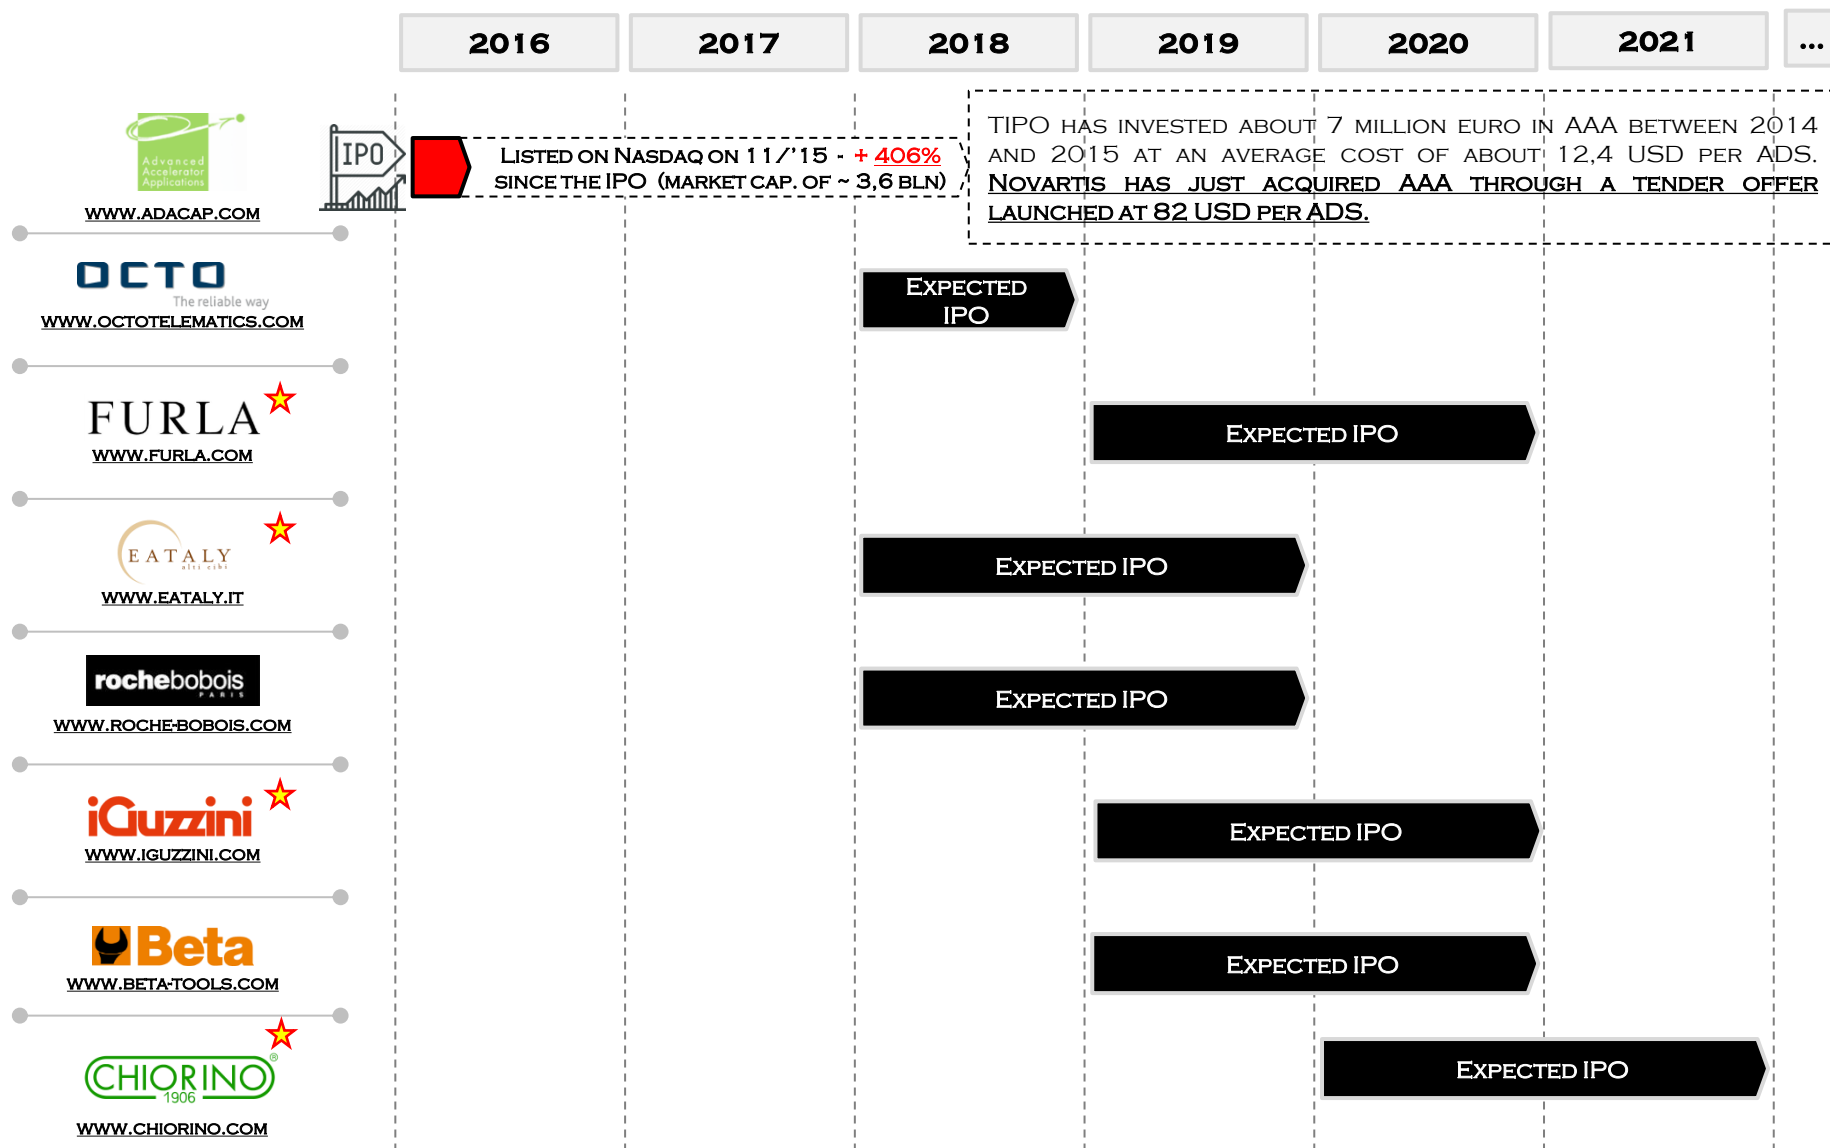 2016 2017 2018 2019 2020 2021 ...
Advanced
Accelerator
Applications
WWW.ADACAP.COM
IPO
LISTED ON NASDAQ ON 11/'15 - + 406%
SINCE THE IPO (MARKET CAP. OF ~ 3,6 BLN)
TIPO HAS INVESTED ABOUT 7 MILLION EURO IN AAA BETWEEN 2014
AND 2015 AT AN AVERAGE COST OF ABOUT 12,4 USD PER ADS.
NOVARTIS HAS JUST ACQUIRED AAA THROUGH A TENDER OFFER
LAUNCHED AT 82 USD PER ADS.
OCTO
The reliable way
WWW.OCTOTELEMATICS.COM
EXPECTED
IPO
FURLA
WWW.FURLA.COM
EXPECTED IPO
EATALY
alti cibi
WWW.EATALY.IT
EXPECTED IPO
rochebobois
PARIS
WWW.ROCHE-BOBOIS.COM
EXPECTED IPO
iGuzzini
WWW.IGUZZINI.COM
EXPECTED IPO
Beta
WWW.BETA-TOOLS.COM
EXPECTED IPO
CHIORINO®
1906
WWW.CHIORINO.COM
EXPECTED IPO